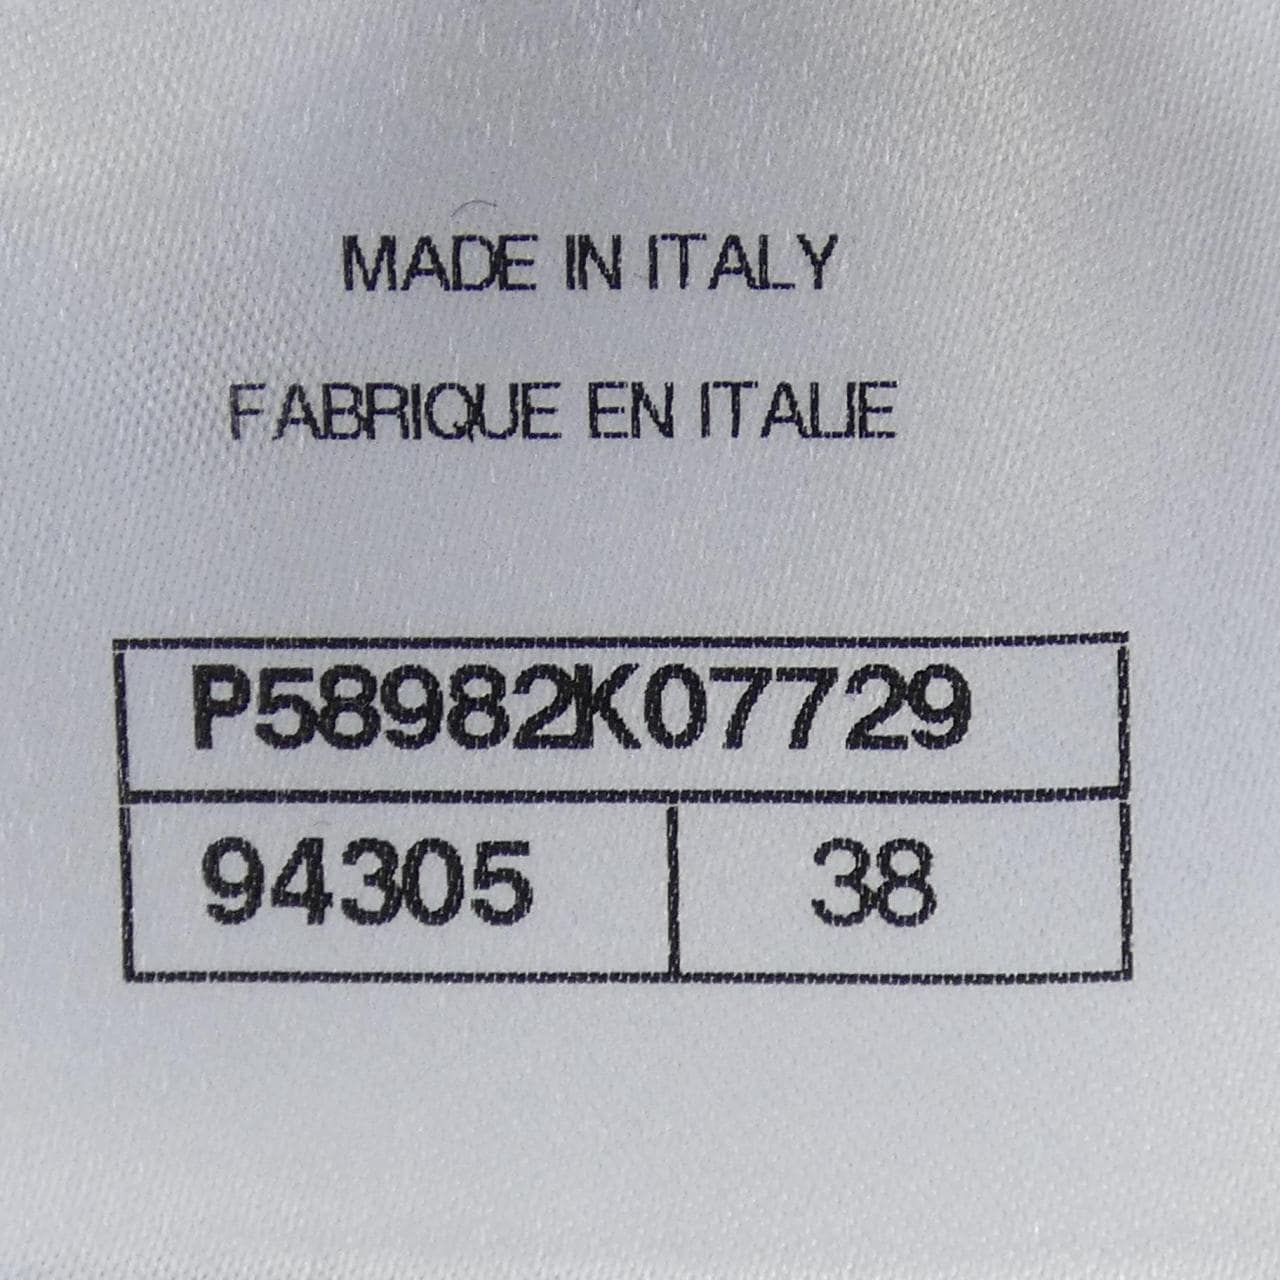 MADE IN ITALY
FABRIQUE EN ITALIE
P58982K07729
94305 38